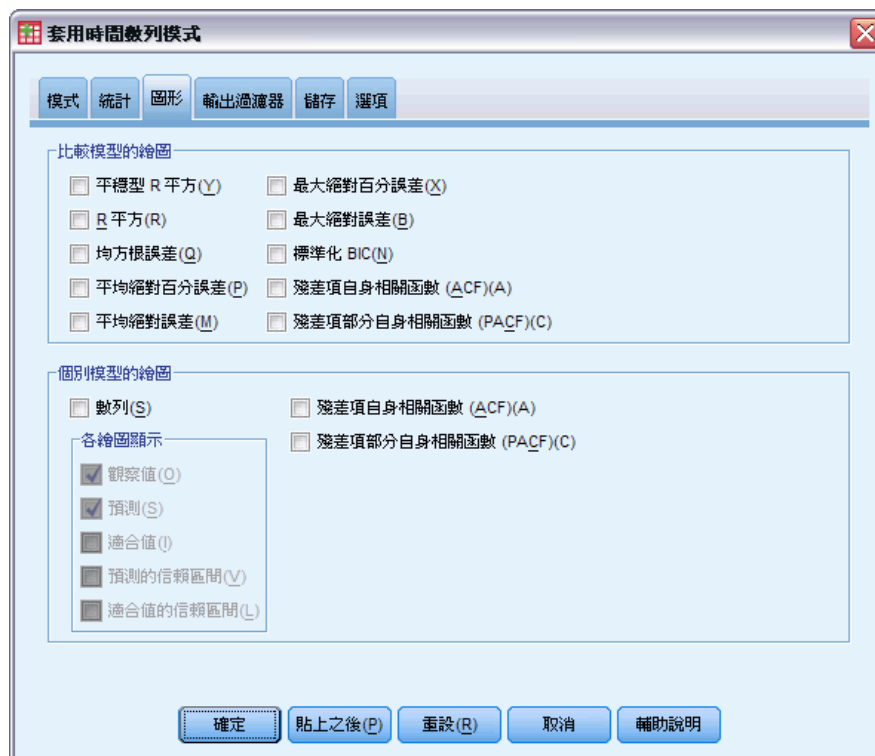 套用時間數列模式
模式 統計 圖形 輸出過濾器 儲存 選項
比較模型的繪圖
平穩型 R 平方(Y) 最大絕對百分誤差(X)
R 平方(R) 最大絕對誤差(B)
均方根誤差(Q) 標準化 BIC(N)
平均絕對百分誤差(P) 殘差項自身相關函數 (ACF)(A)
平均絕對誤差(M) 殘差項部分自身相關函數 (PACF)(C)
個別模型的繪圖
數列(S) 殘差項自身相關函數 (ACF)(A)
各繪圖顯示 殘差項部分自身相關函數 (PACF)(C)
觀察值(O)
預測(S)
適合值(I)
預測的信賴區間(V)
適合值的信賴區間(L)
確定 貼上之後(P) 重設(R) 取消 輔助說明